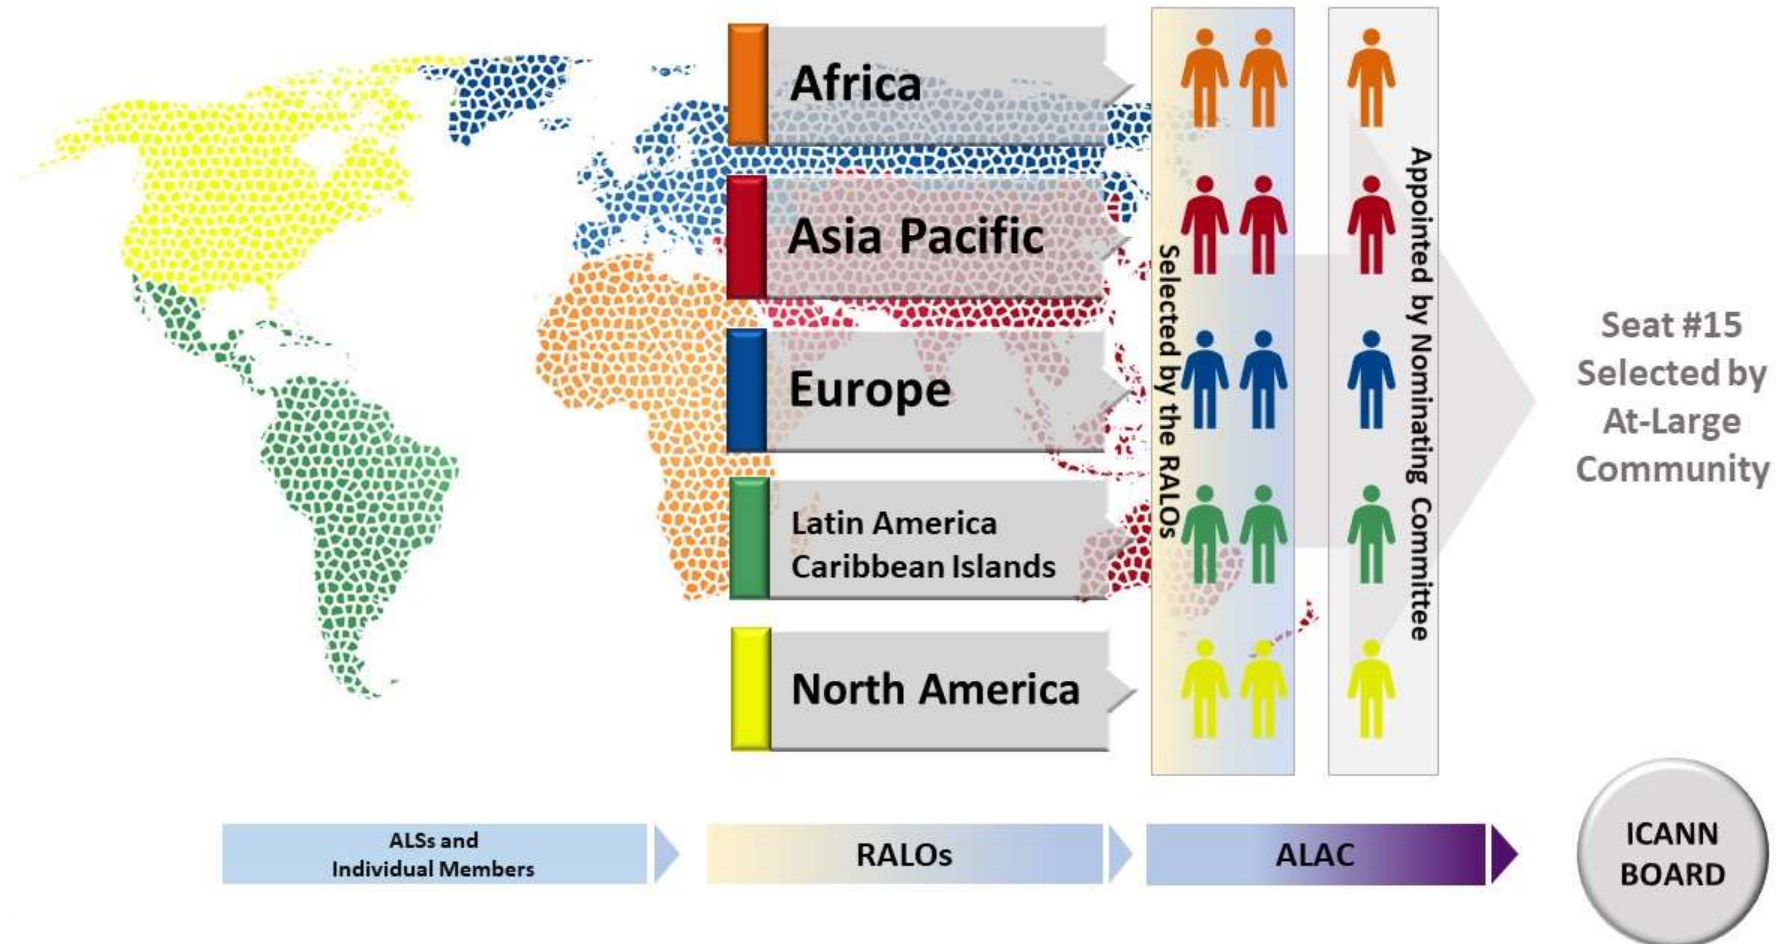 Africa
Asia Pacific
Europe
Latin America
Caribbean Islands
North America
Selected by the RALOs
Appointed by Nominating Committee
Seat #15
Selected by
At-Large
Community
ALSs and
Individual Members
RALOs
ALAC
ICANN
BOARD